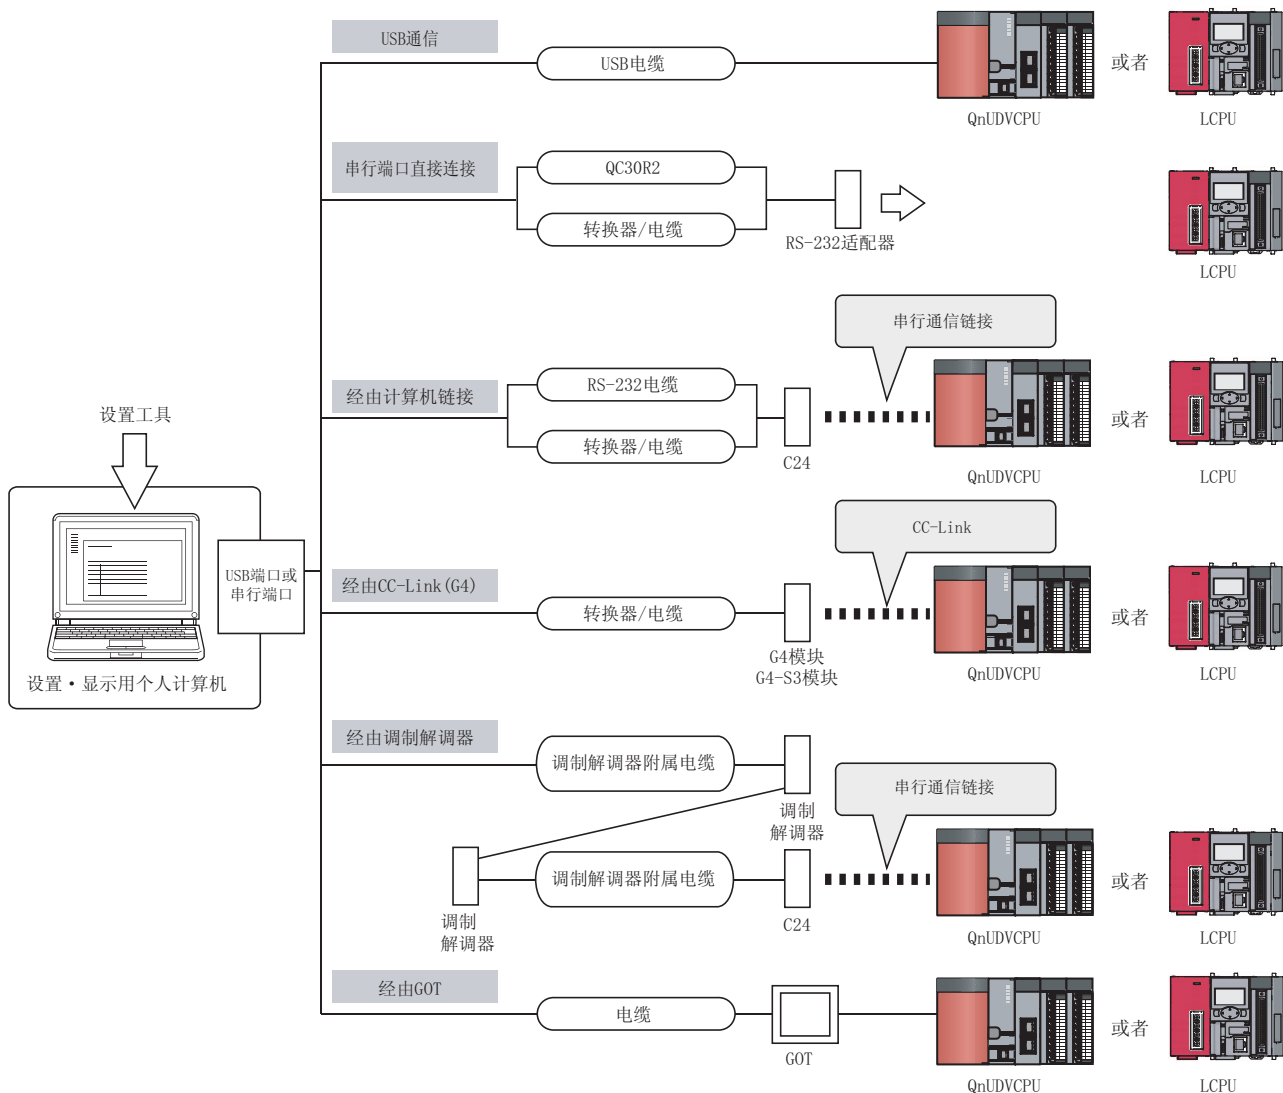 USB通信
USB电缆
或者
QnUDVCPU
LCPU
串行端口直接连接
QC30R2
转换器/电缆
RS-232适配器
LCPU
串行通信链接
经由计算机链接
RS-232电缆
转换器/电缆
C24
或者
QnUDVCPU
LCPU
设置工具
USB端口或
串行端口
设置·显示用个人计算机
CC-Link
经由CC-Link(G4)
转换器/电缆
G4模块
G4-S3模块
或者
QnUDVCPU
LCPU
经由调制解调器
调制解调器附属电缆
调制
解调器
串行通信链接
调制解调器附属电缆
调制
解调器
C24
或者
QnUDVCPU
LCPU
经由GOT
电缆
GOT
或者
QnUDVCPU
LCPU